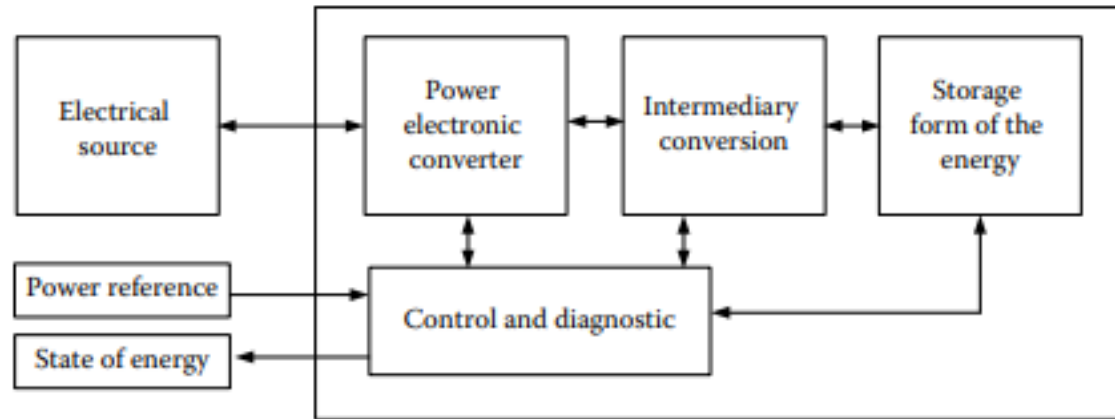 Electrical
source
Power
electronic
converter
Intermediary
conversion
Storage
form of the
energy
Power reference
State of energy
Control and diagnostic